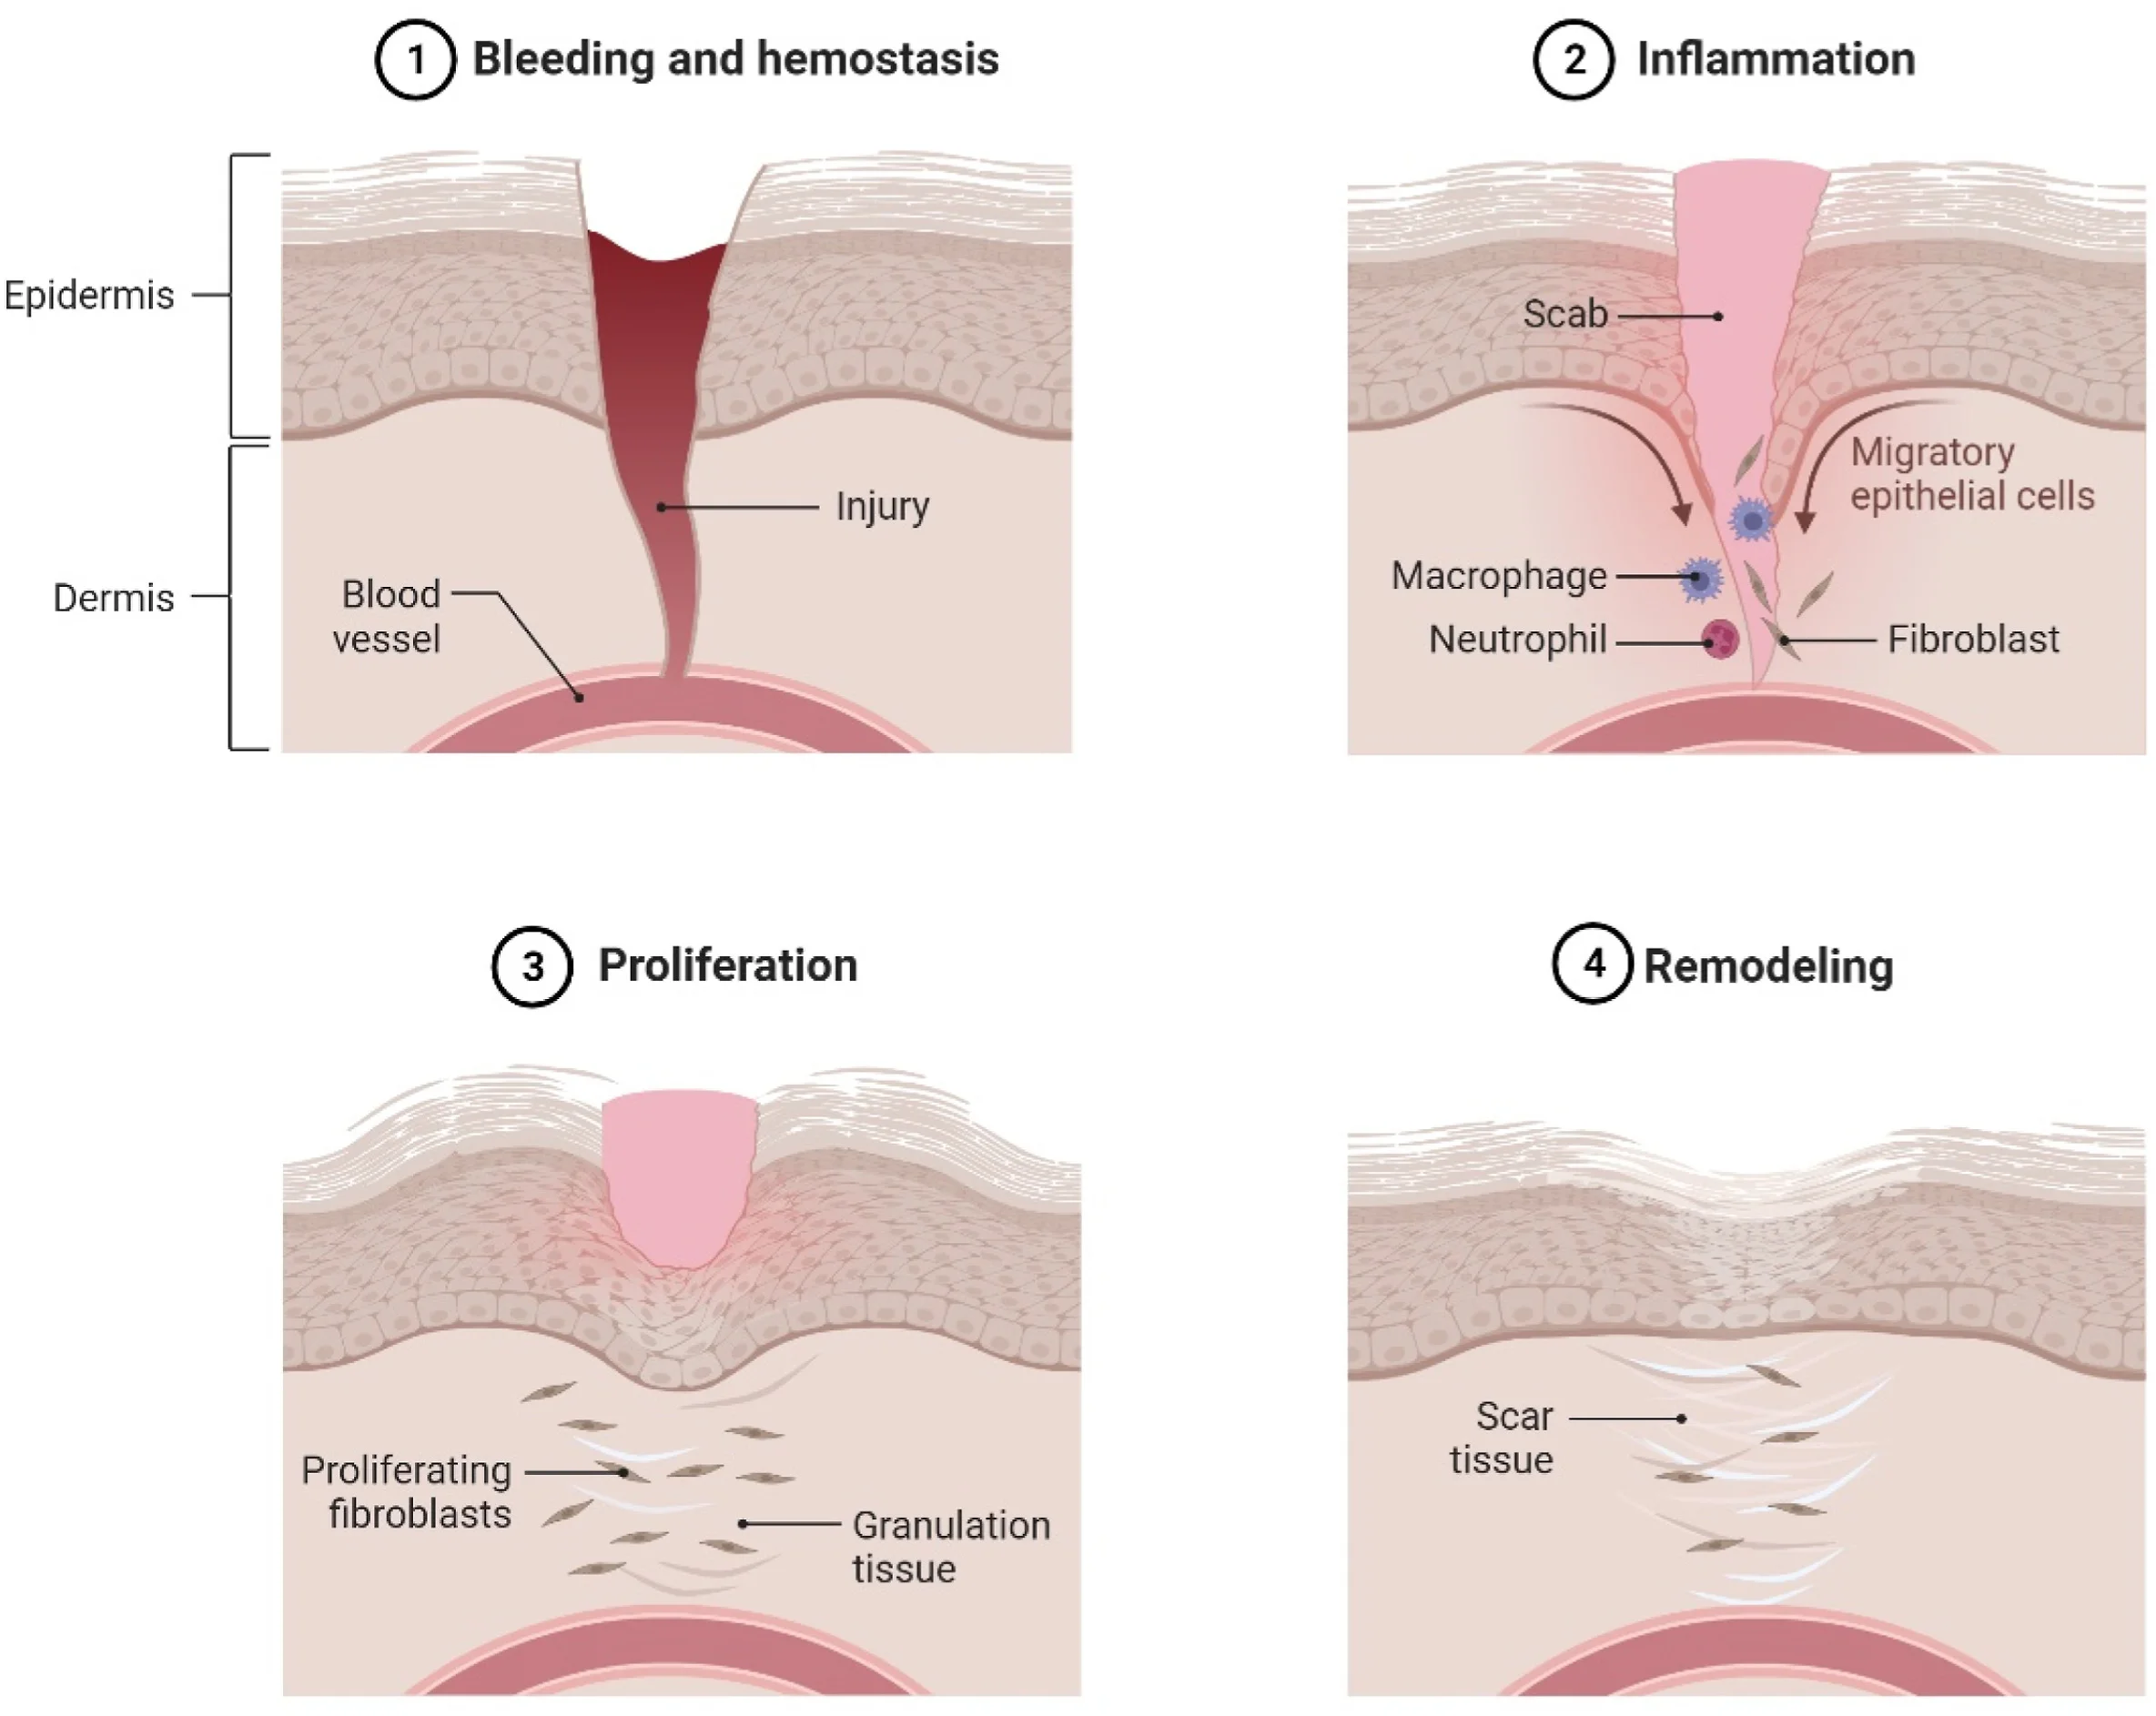 1 Bleeding and hemostasis
Epidermis
Dermis
Injury
Blood
vessel
2 Inflammation
Scab
Migratory
epithelial cells
Macrophage
Neutrophil
Fibroblast
3 Proliferation
Proliferating
fibroblasts
Granulation
tissue
4 Remodeling
Scar
tissue